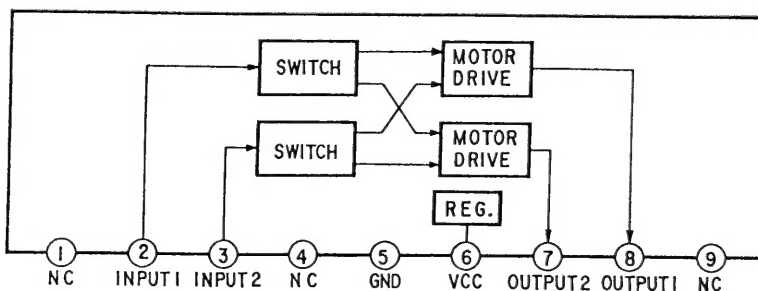 SWITCH
MOTOR
DRIVE
SWITCH
MOTOR
DRIVE
REG.
1 2 3 4 5 6 7 8 9
NC INPUT1 INPUT2 NC GND VCC OUTPUT2 OUTPUT1 NC